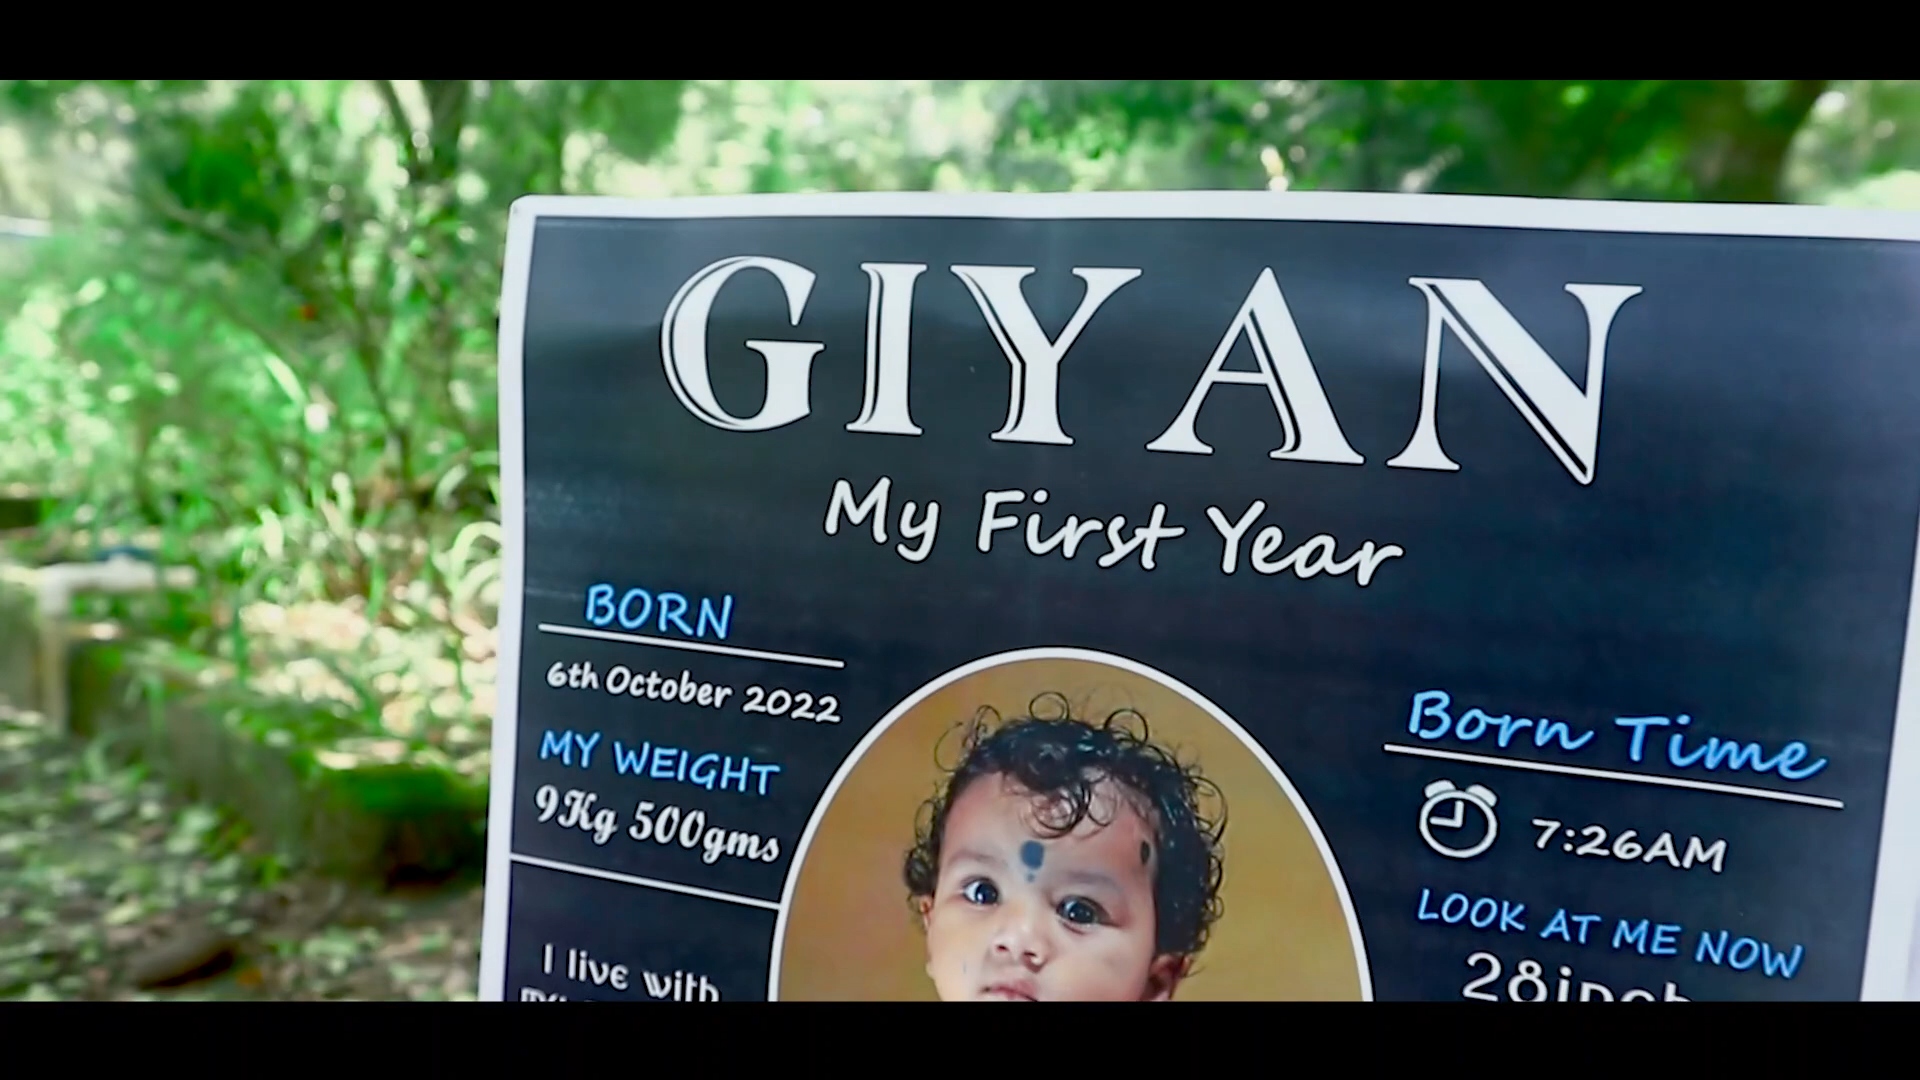 GIYAN
My First Year
BORN
6th October 2022
MY WEIGHT
9Kg 500gms
I live with
Born Time
7:26AM
LOOK AT ME NOW
28inch